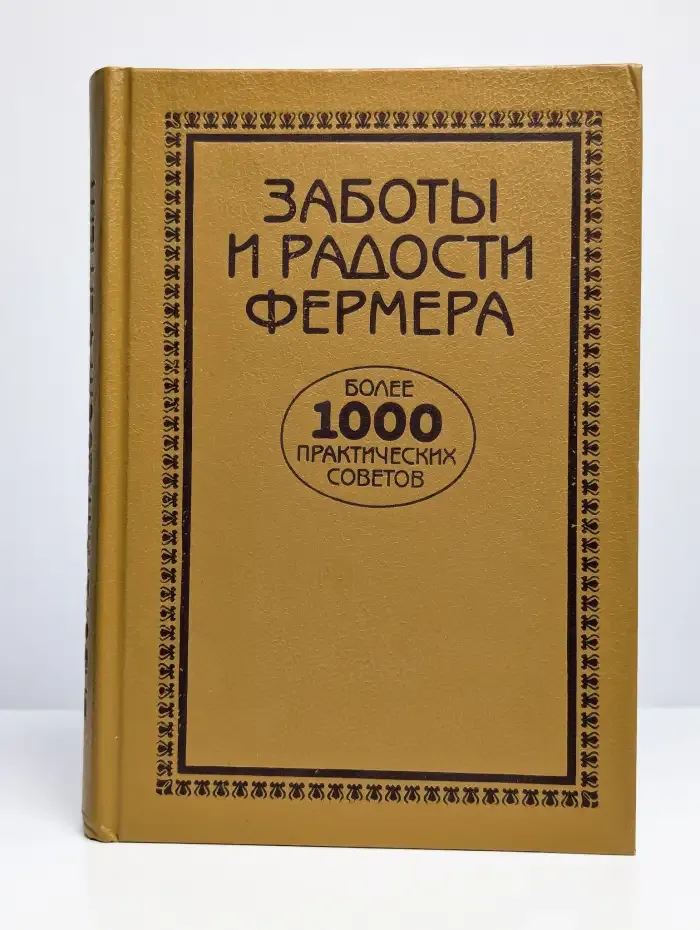 ЗАБОТЫ
И РАДОСТИ
ФЕРМЕРА
БОЛЕЕ
1000
ПРАКТИЧЕСКИХ
СОВЕТОВ